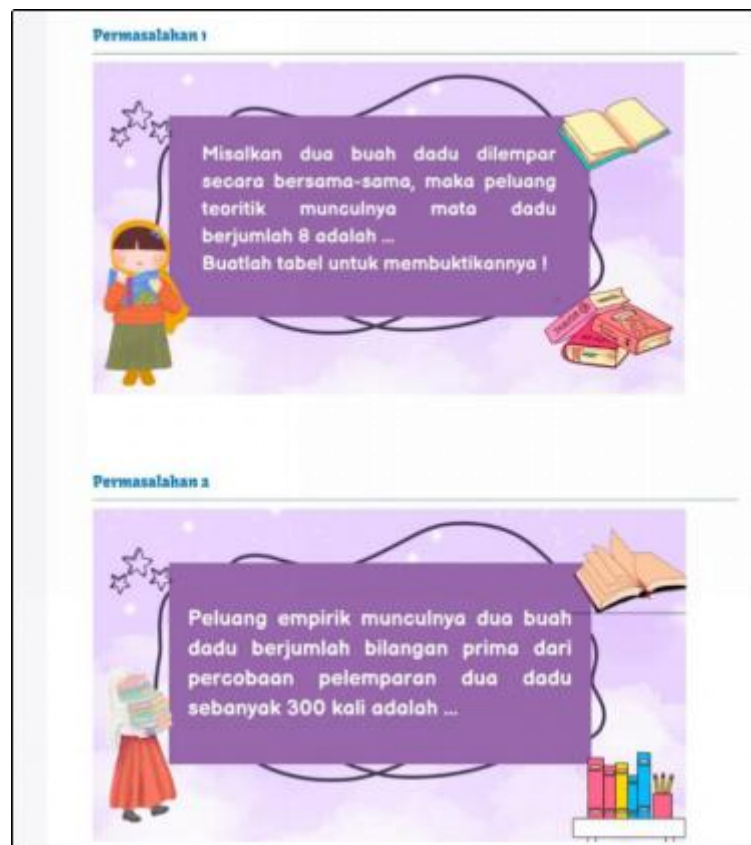 Permasalahan 1
Misalkan dua buah dadu dilempar
secara bersama-sama, maka peluang
teoritik munculnya mata dadu
berjumlah 8 adalah ...
Buatlah tabel untuk membuktikannya !
Permasalahan 2
Peluang empirik munculnya dua buah
dadu berjumlah bilangan prima dari
percobaan pelemparan dua dadu
sebanyak 300 kali adalah ...